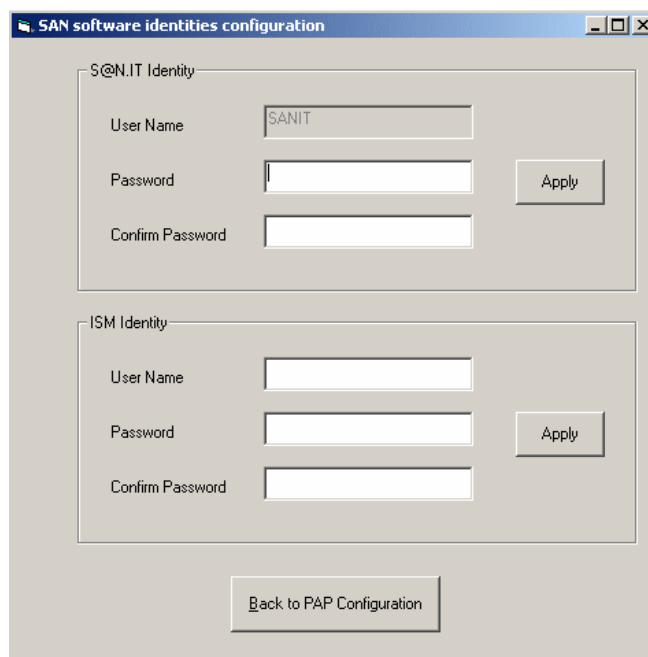 SAN software identities configuration
S@N.IT Identity
User Name
SANIT
Password
Apply
Confirm Password
ISM Identity
User Name
Password
Apply
Confirm Password
Back to PAP Configuration